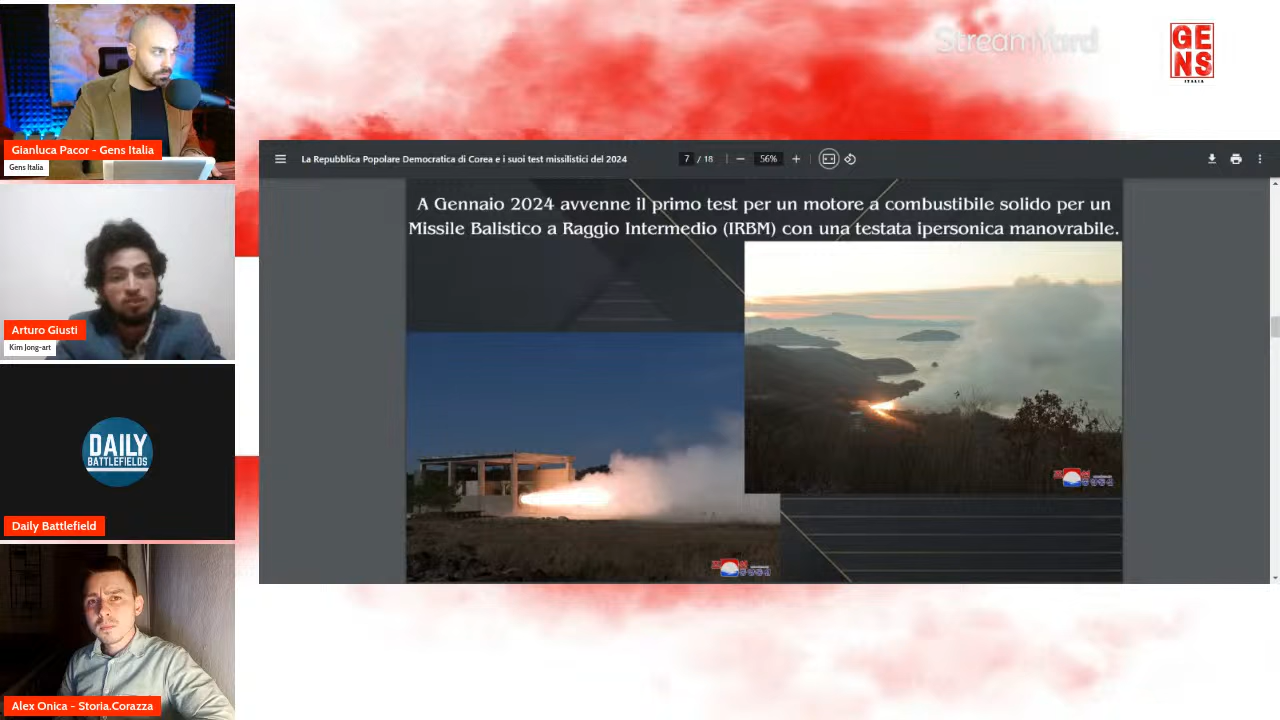 StreamYard
GE
NS
ITALIA
La Repubblica Popolare Democratica di Corea e i suoi test missilistici del 2024
7 / 18
56%
A Gennaio 2024 avvenne il primo test per un motore a combustibile solido per un
Missile Balistico a Raggio Intermedio (IRBM) con una testata ipersonica manovrabile.
Gianluca Pacor - Gens Italia
Gens Italia
Arturo Giusti
Kim Jong-art
DAILY
BATTLEFIELDS
Daily Battlefield
Alex Onica - Storia.Corazza